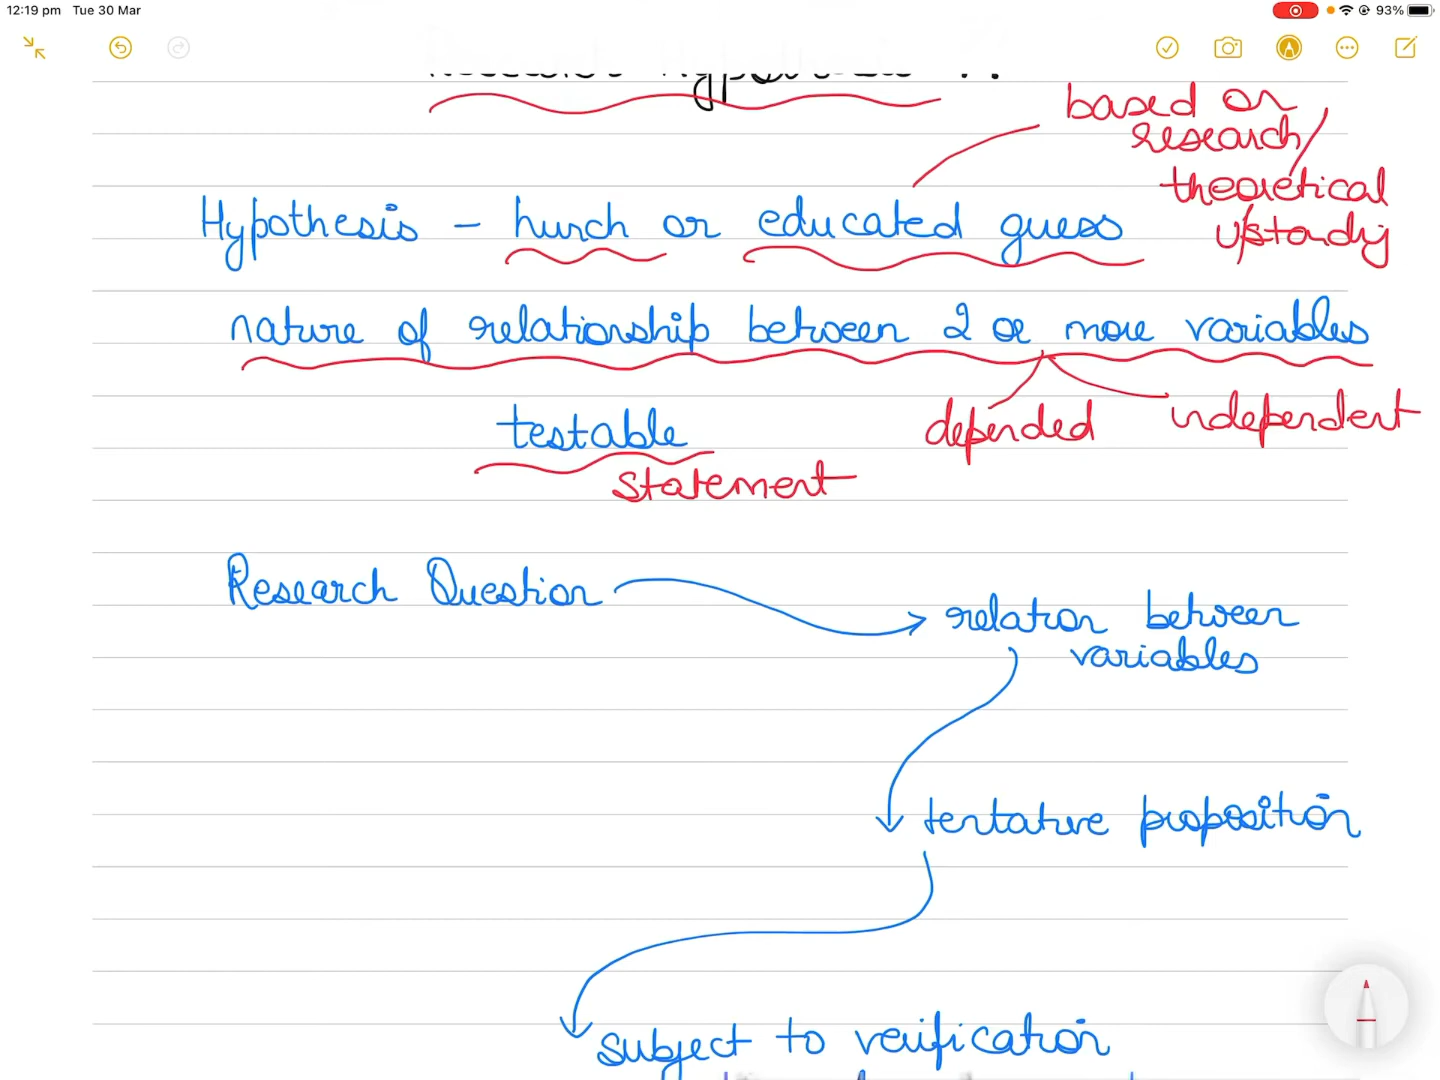 12:19 pm Tue 30 Mar
93%
based on
research/
theoretical
u/standig
Hypothesis - hunch or educated guess
nature of relationship between 2 or more variables
depended
independent
testable
statement
Research Question
relation between
variables
tentative proposition
subject to verification